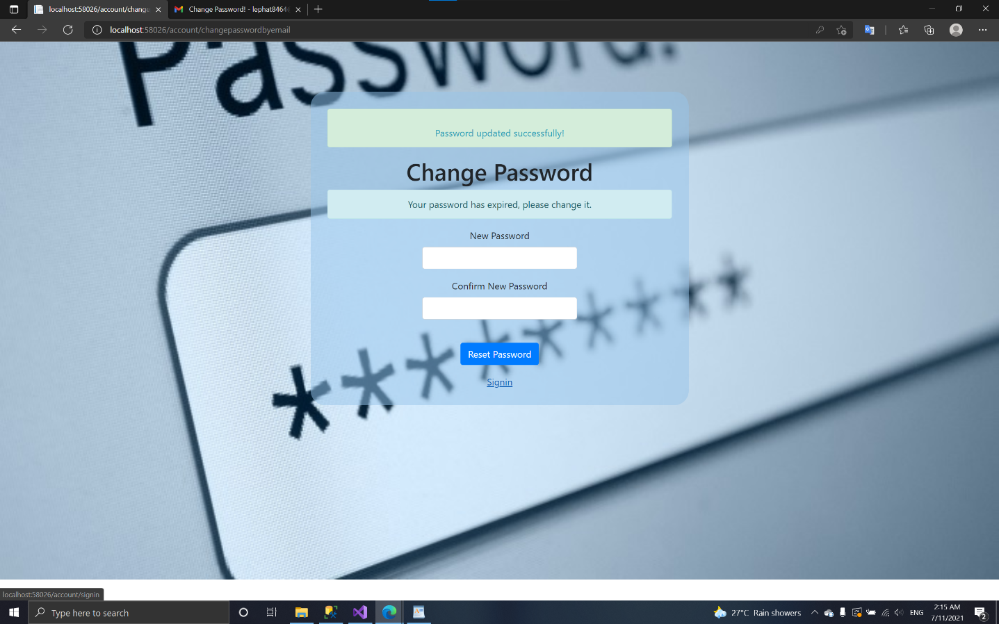 localhost:58026/account/change
Change Password! - lephat8464
localhost:58026/account/changepasswordbyemail
Password:
Password updated successfully!
Change Password
Your password has expired, please change it.
New Password
Confirm New Password
********
Reset Password
Signin
localhost:58026/account/signin
Type here to search
27°C Rain showers
ENG
2:15 AM
7/11/2021
2